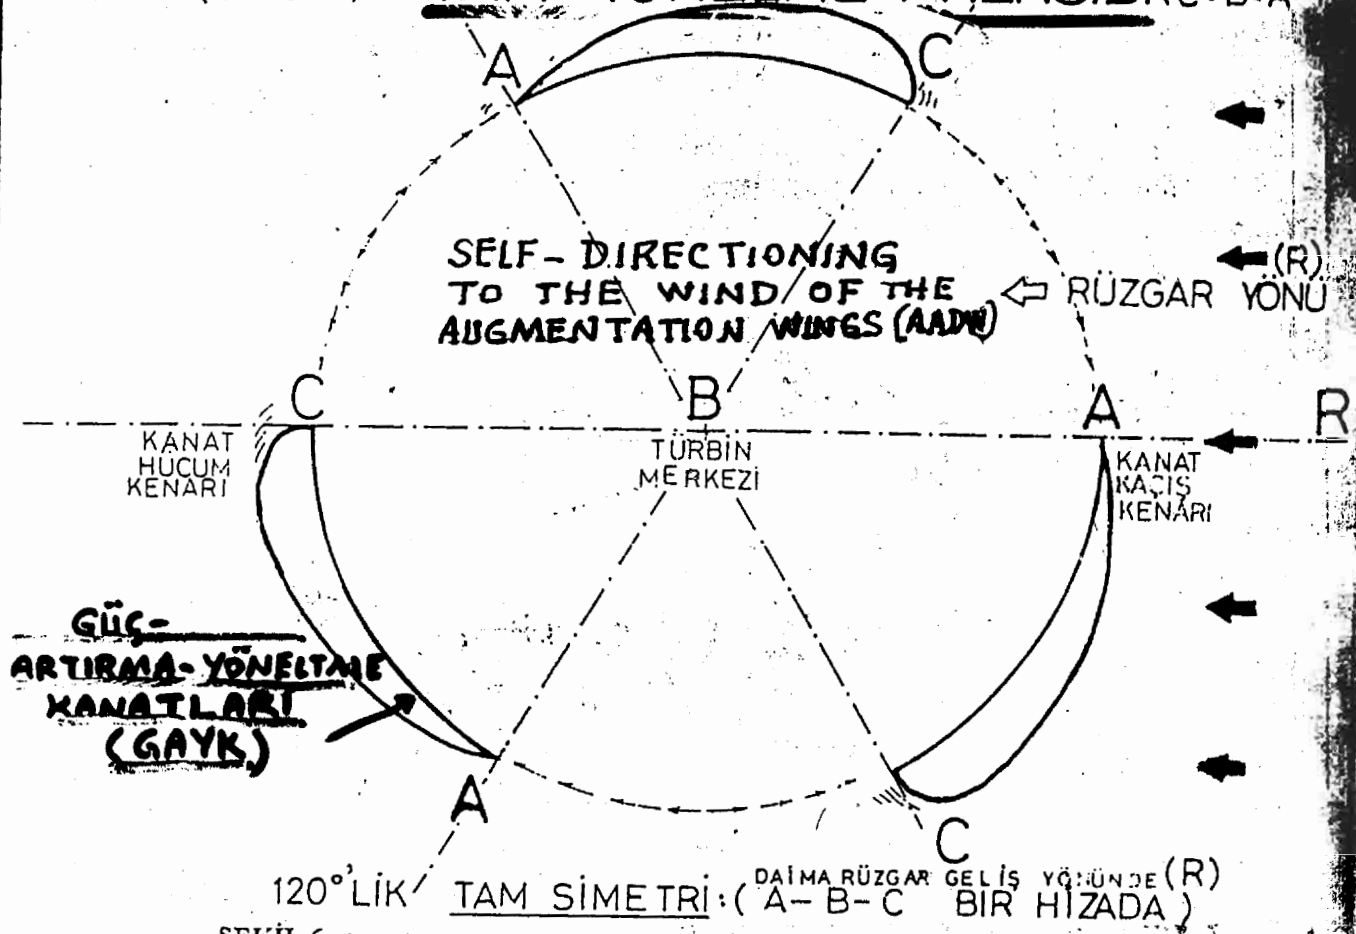 C-B-A
A
C
SELF-DIRECTIONING
TO THE WIND OF THE
AUGMENTATION WINGS (AADW)
(R)
RÜZGAR YÖNÜ
C
B
A
R
KANAT
HÜCUM
KENARI
TÜRBİN
MERKEZİ
KANAT
KAÇIŞ
KENARI
GÜÇ-
ARTIRMA-YÖNELTME
KANATLARI
(GAYK)
A
C
120°'LİK TAM SİMETRİ: ( DAİMA RÜZGAR GELİŞ YÖNÜNDE (R)
A-B-C BİR HİZADA )